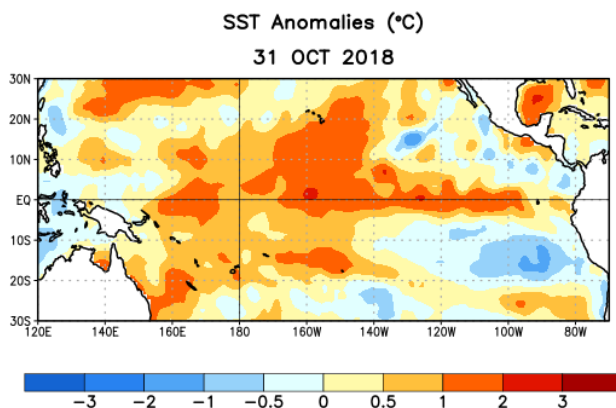 SST Anomalies (°C)
31 OCT 2018
30N
20N
10N
EQ
10S
20S
30S
120E 140E 160E 180 160W 140W 120W 100W 80W
-3 -2 -1 -0.5 0 0.5 1 2 3